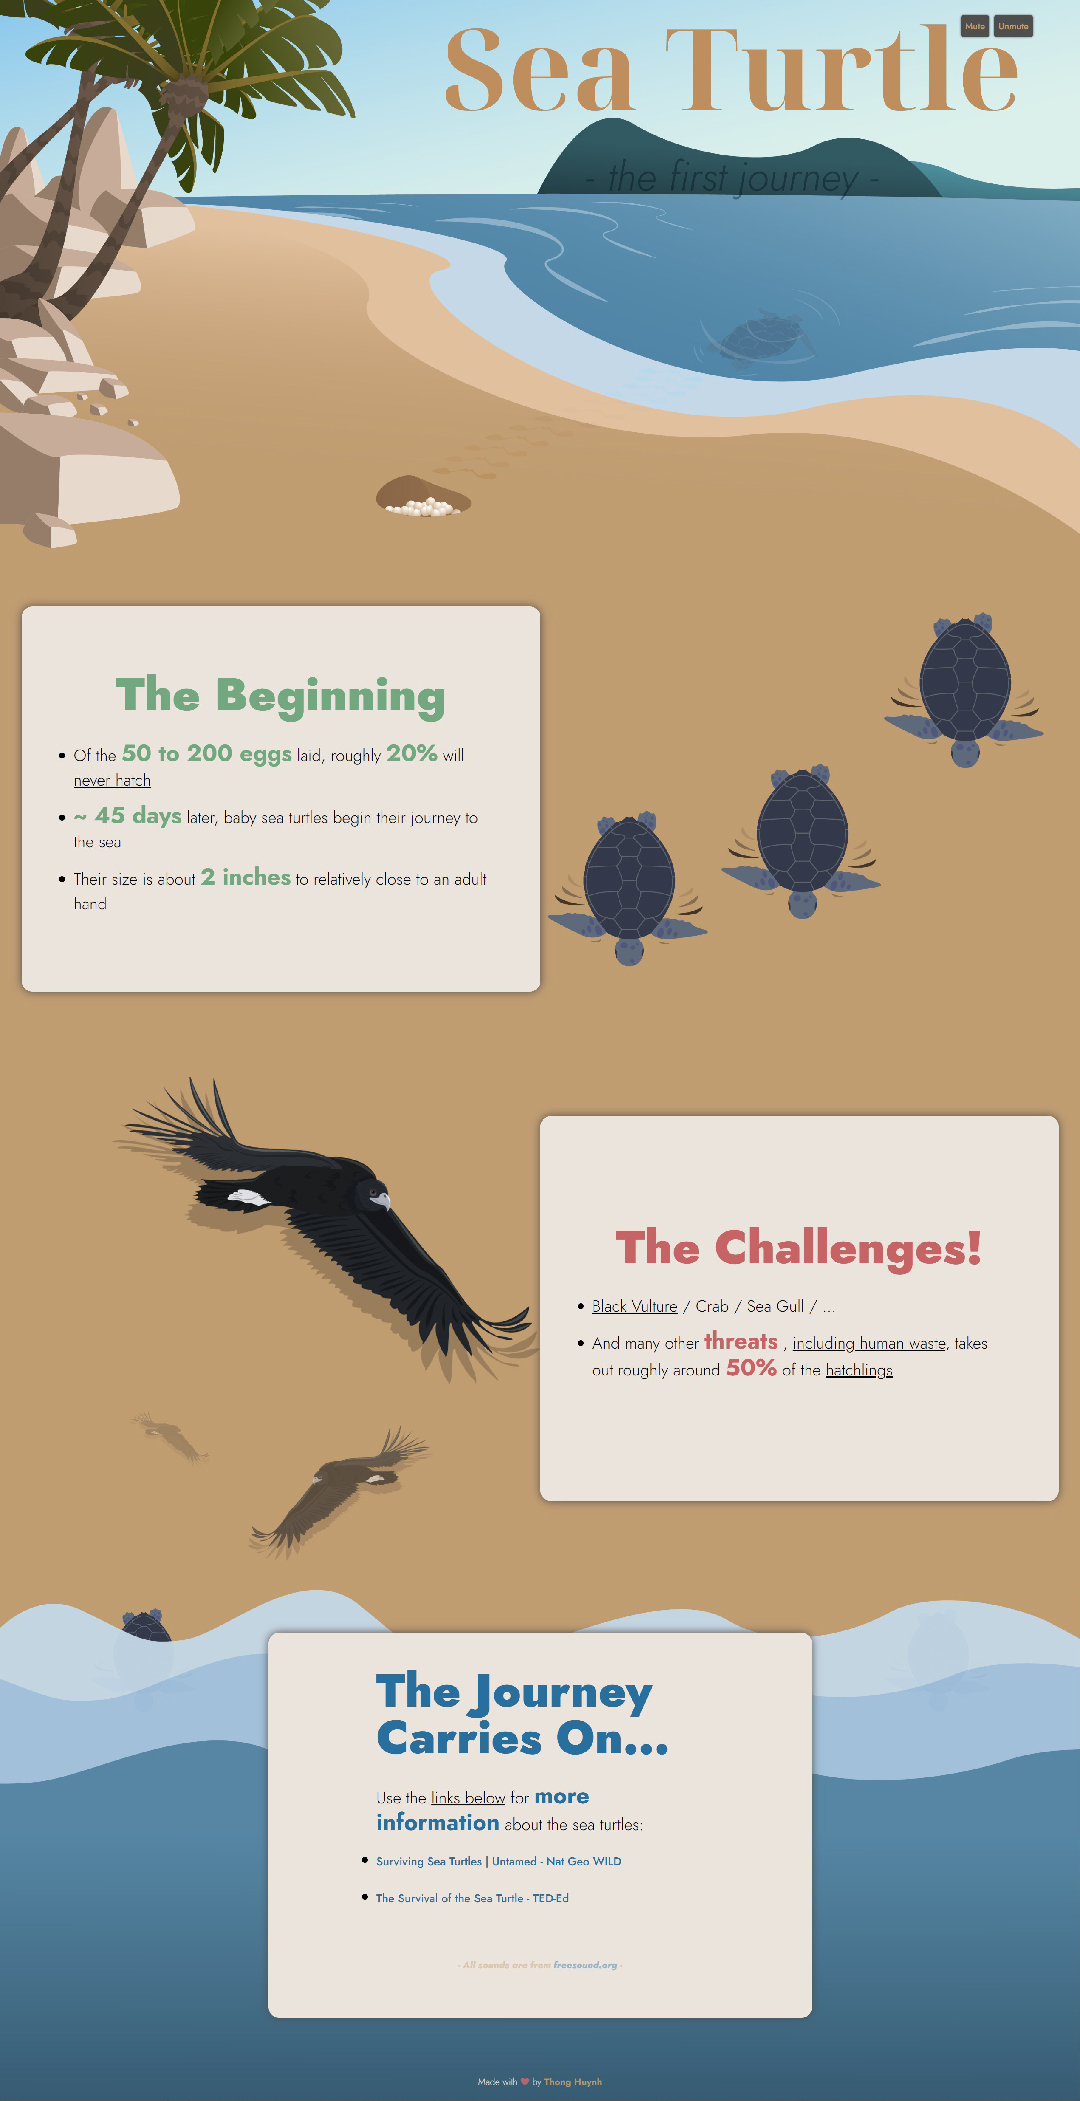 Mute Unmute
Sea Turtle
- the first journey -
The Beginning
Of the 50 to 200 eggs laid, roughly 20% will
never hatch
~ 45 days later, baby sea turtles begin their journey to
the sea
Their size is about 2 inches to relatively close to an adult
hand
The Challenges!
Black Vulture / Crab / Sea Gull / ...
And many other threats , including human waste, takes
out roughly around 50% of the hatchlings
The Journey
Carries On...
Use the links below for more
information about the sea turtles:
Surviving Sea Turtles | Untamed - Nat Geo WILD
The Survival of the Sea Turtle - TED-Ed
- All sounds are from freesound.org -
Made with ❤ by Thong Huynh